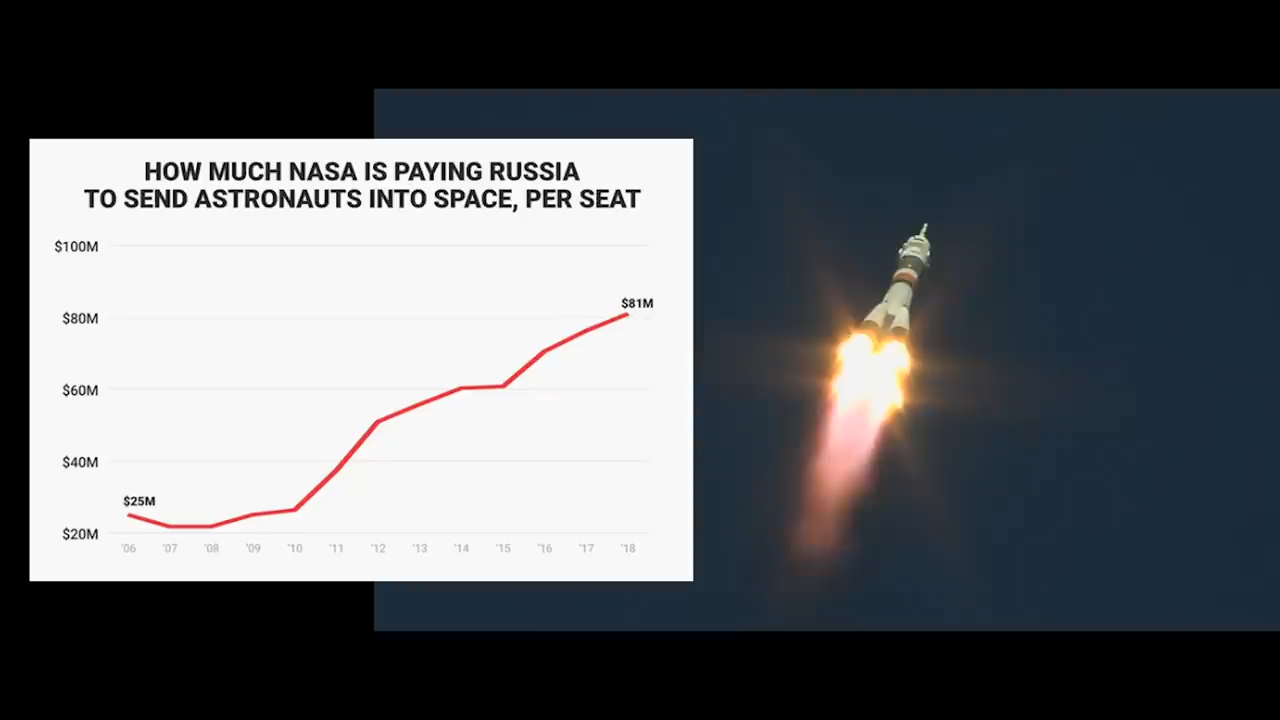 HOW MUCH NASA IS PAYING RUSSIA
TO SEND ASTRONAUTS INTO SPACE, PER SEAT
$100M
$80M
$60M
$40M
$20M
$25M
$81M
'06 '07 '08 '09 '10 '11 '12 '13 '14 '15 '16 '17 '18